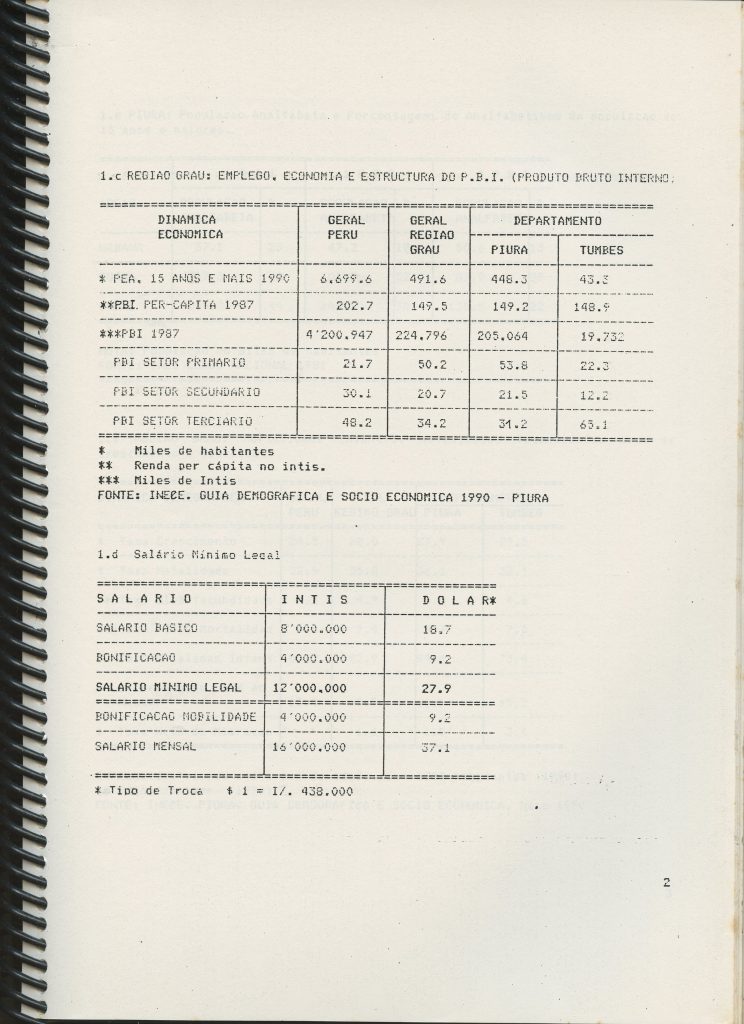 1.c REGIAO GRAU: EMPLEGO, ECONOMIA E ESTRUCTURA DO P.B.I. (PRODUTO BRUTO INTERNO;
DINAMICA ECONOMICA GERAL PERU GERAL REGIAO GRAU DEPARTAMENTO
PIURA TUMBES
* PEA, 15 ANOS E MAIS 1990 6,699.6 491.6 448.3 43.3
**P.B.I. PER-CAPITA 1987 202.7 149.5 149.2 148.9
***PBI 1987 4'200,947 224,796 205,064 19,732
PBI SETOR PRIMARIO 21.7 50.2 53.8 22.3
PBI SETOR SECUNDARIO 30.1 20.7 21.5 12.2
PBI SETOR TERCIARIO 48.2 34.2 31.2 65.1
* Miles de habitantes
** Renda per cápita no intis.
*** Miles de Intis
FONTE: INEEE. GUIA DEMOGRAFICA E SOCIO ECONOMICA 1990 - PIURA
1.d Salário Mínimo Legal
SALARIO INTIS DOLAR*
SALARIO BASICO 8'000,000 18.7
BONIFICACAO 4'000,000 9.2
SALARIO MINIMO LEGAL 12'000,000 27.9
BONIFICACAO MOBILIDADE 4'000,000 9.2
SALARIO MENSAL 16'000,000 37.1
* Tipo de Troca $ 1 = I/. 438,000
2